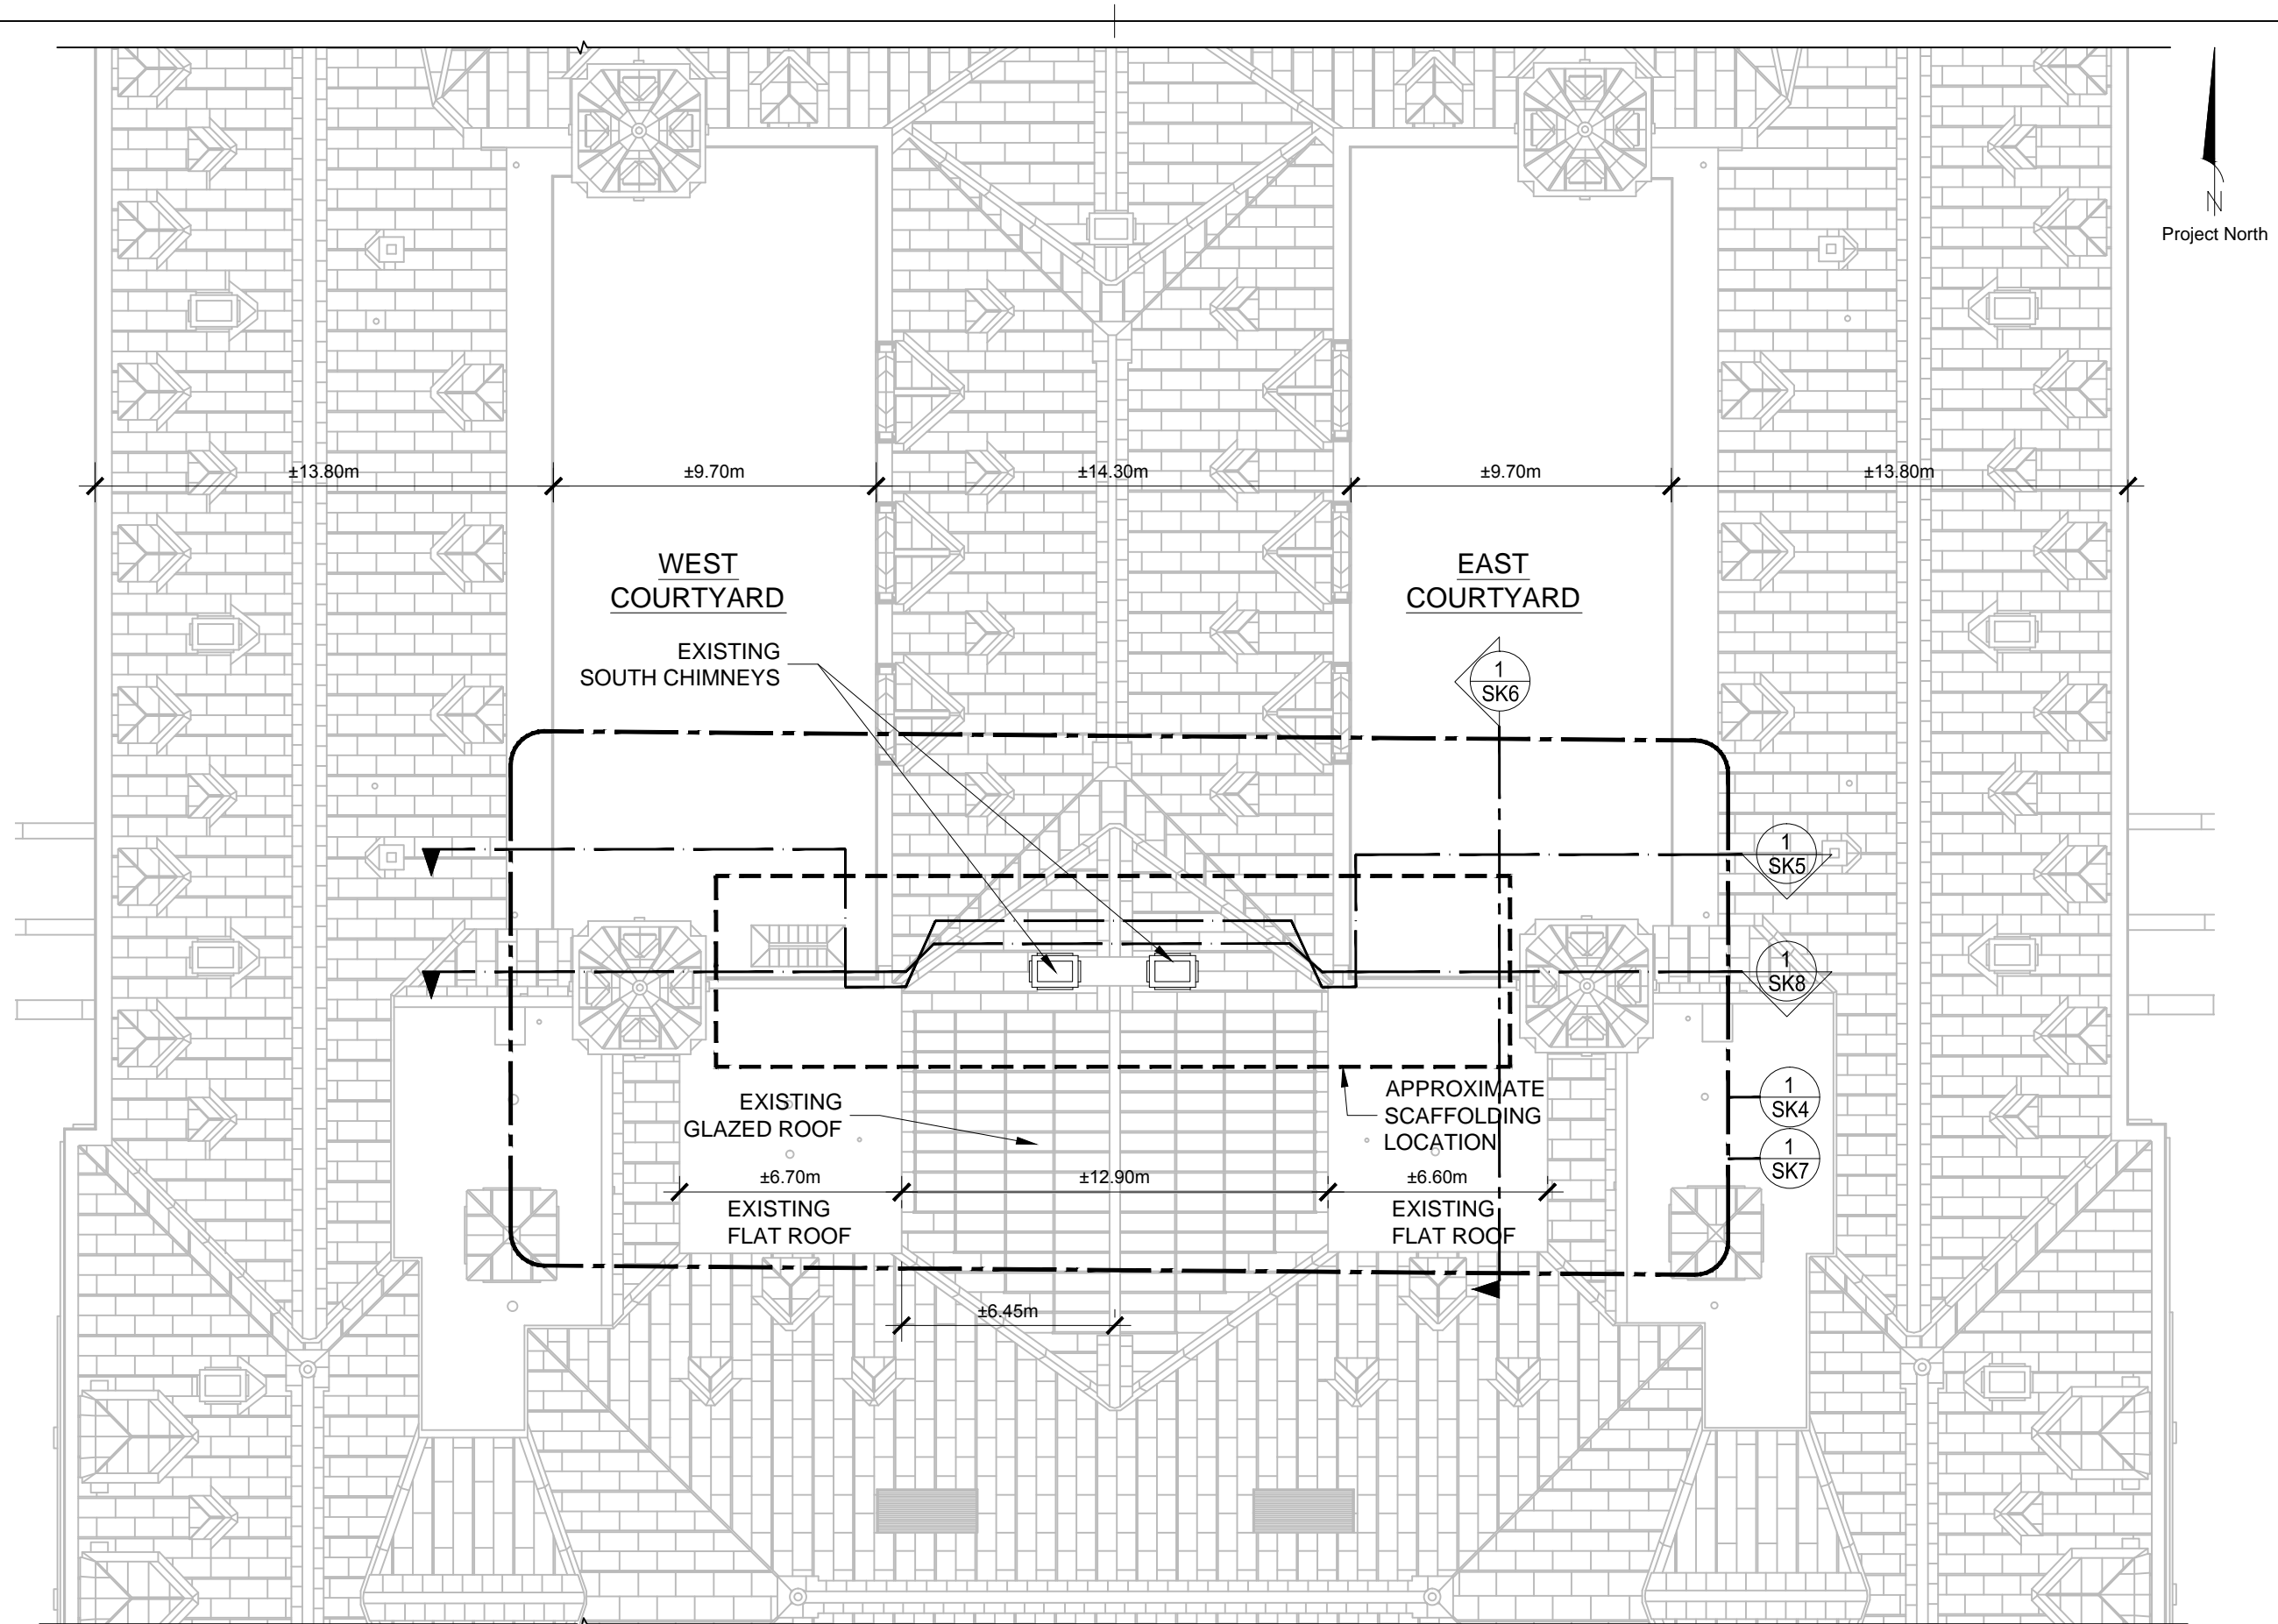 N
Project North
±13.80m
±9.70m
±14.30m
±9.70m
±13.80m
WEST
COURTYARD
EAST
COURTYARD
EXISTING
SOUTH CHIMNEYS
1
SK6
1
SK5
1
SK8
1
SK4
1
SK7
EXISTING
GLAZED ROOF
APPROXIMATE
SCAFFOLDING
LOCATION
±6.70m
±12.90m
±6.60m
EXISTING
FLAT ROOF
EXISTING
FLAT ROOF
±6.45m